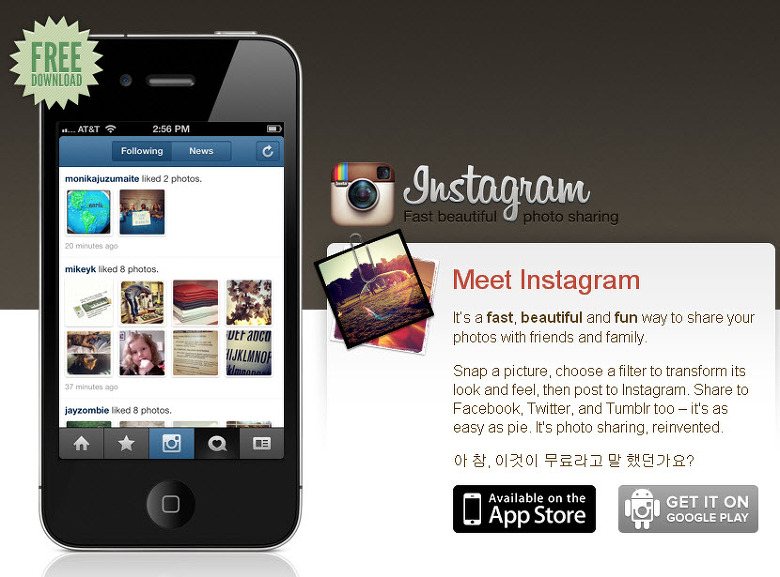 FREE
DOWNLOAD
AT&T 2:56 PM
Following News
monikajuzumaite liked 2 photos.
20 minutes ago
mikeyk liked 8 photos.
37 minutes ago
jayzombie liked 8 photos.
Instagram
Fast beautiful photo sharing
Meet Instagram
It's a fast, beautiful and fun way to share your
photos with friends and family.
Snap a picture, choose a filter to transform its
look and feel, then post to Instagram. Share to
Facebook, Twitter, and Tumblr too – it's as
easy as pie. It's photo sharing, reinvented.
아 참, 이것이 무료라고 말 했던가요?
Available on the
App Store
GET IT ON
GOOGLE PLAY